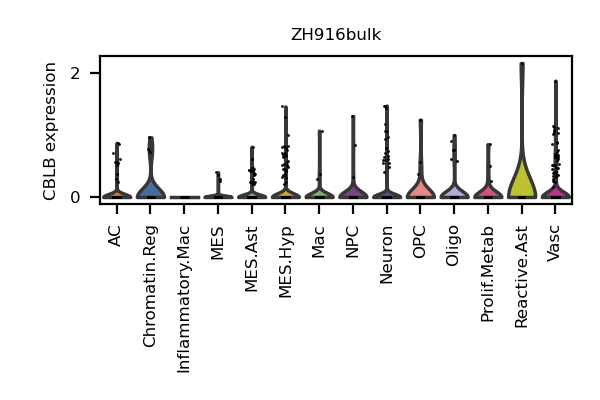 ZH916bulk
CBLB expression
2
0
AC
Chromatin.Reg
Inflammatory.Mac
MES
MES.Ast
MES.Hyp
Mac
NPC
Neuron
OPC
Oligo
Prolif.Metab
Reactive.Ast
Vasc